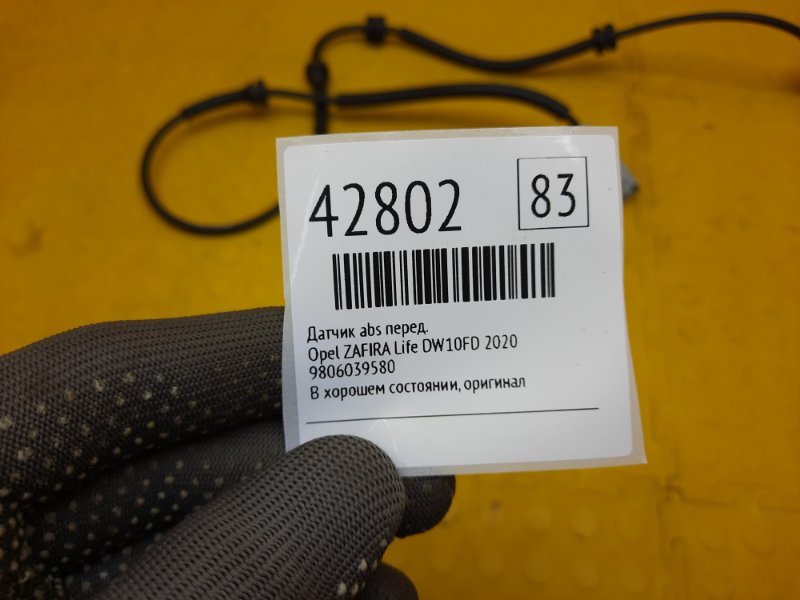 42802 83
Датчик abs перед.
Opel ZAFIRA Life DW10FD 2020
9806039580
В хорошем состоянии, оригинал